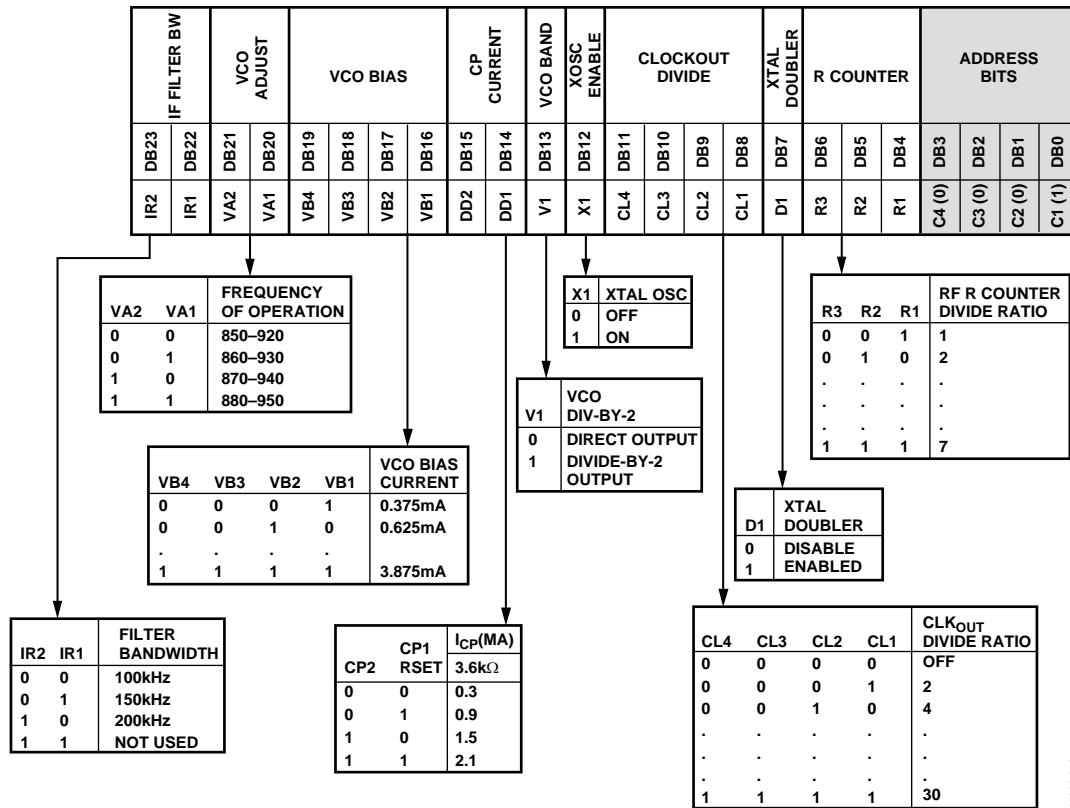 IF FILTER BW
VCO ADJUST
VCO BIAS
CP CURRENT
VCO BAND
XOSC ENABLE
CLOCKOUT DIVIDE
XTAL DOUBLER
R COUNTER
ADDRESS BITS
DB23 DB22 DB21 DB20 DB19 DB18 DB17 DB16 DB15 DB14 DB13 DB12 DB11 DB10 DB9 DB8 DB7 DB6 DB5 DB4 DB3 DB2 DB1 DB0
IR2 IR1 VA2 VA1 VB4 VB3 VB2 VB1 DD2 DD1 V1 X1 CL4 CL3 CL2 CL1 D1 R3 R2 R1 C4 (0) C3 (0) C2 (0) C1 (1)
FREQUENCY
VA2 VA1 OF OPERATION
0 0 850–920
0 1 860–930
1 0 870–940
1 1 880–950
X1 XTAL OSC
0 OFF
1 ON
RF R COUNTER
R3 R2 R1 DIVIDE RATIO
0 0 1 1
0 1 0 2
. . . .
. . . .
. . . .
1 1 1 7
VCO
V1 DIV-BY-2
0 DIRECT OUTPUT
1 DIVIDE-BY-2
OUTPUT
VCO BIAS
VB4 VB3 VB2 VB1 CURRENT
0 0 0 1 0.375mA
0 0 1 0 0.625mA
. . . .
1 1 1 1 3.875mA
XTAL
D1 DOUBLER
0 DISABLE
1 ENABLED
FILTER
IR2 IR1 BANDWIDTH
0 0 100kHz
0 1 150kHz
1 0 200kHz
1 1 NOT USED
CP1 ICP(MA)
CP2 RSET 3.6kΩ
0 0 0.3
0 1 0.9
1 0 1.5
1 1 2.1
CLKOUT
CL4 CL3 CL2 CL1 DIVIDE RATIO
0 0 0 0 OFF
0 0 0 1 2
0 0 1 0 4
. . . . .
. . . . .
. . . . .
1 1 1 1 30